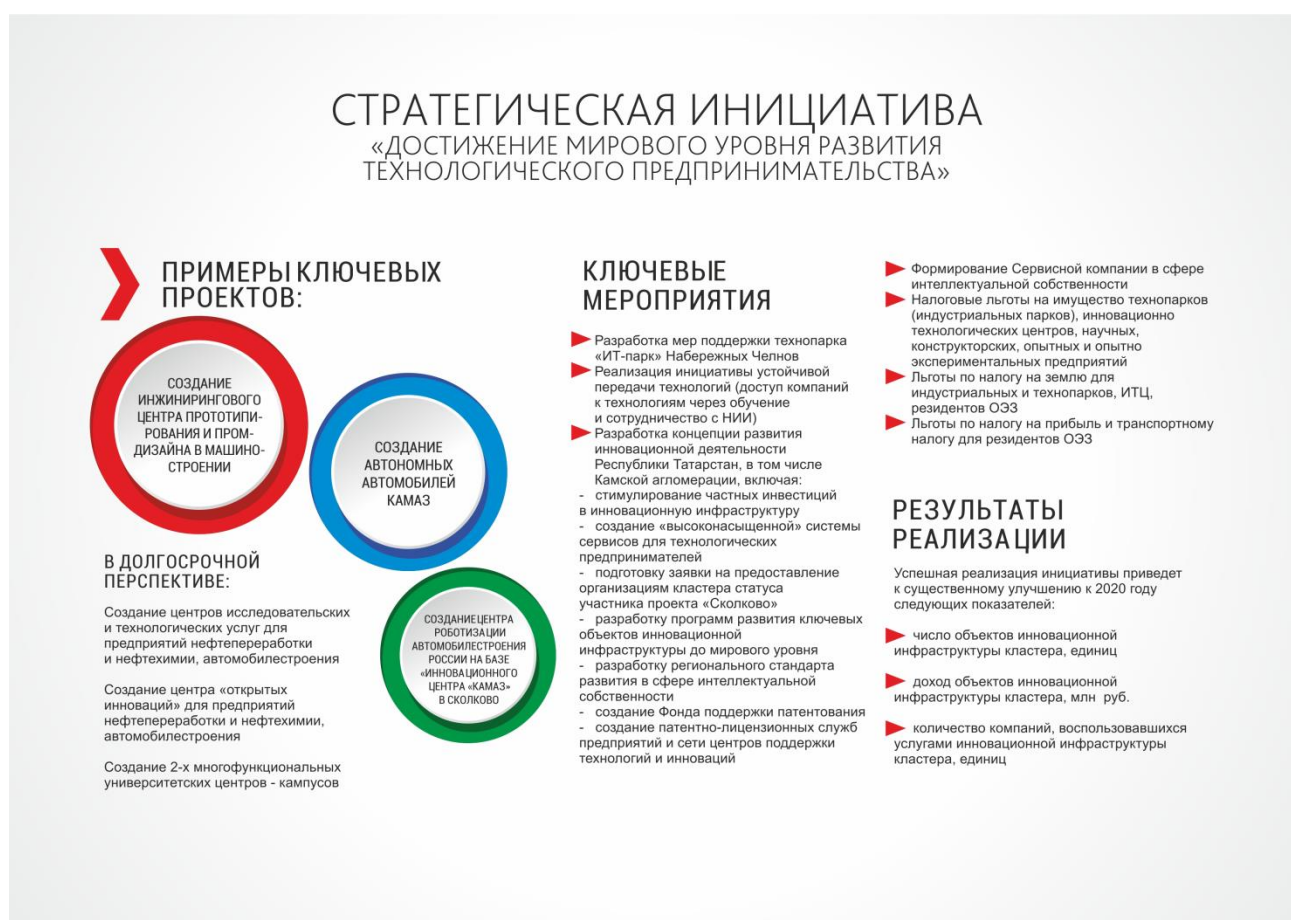 СТРАТЕГИЧЕСКАЯ ИНИЦИАТИВА
«ДОСТИЖЕНИЕ МИРОВОГО УРОВНЯ РАЗВИТИЯ
ТЕХНОЛОГИЧЕСКОГО ПРЕДПРИНИМАТЕЛЬСТВА»
ПРИМЕРЫ КЛЮЧЕВЫХ
ПРОЕКТОВ:
СОЗДАНИЕ
ИНЖИНИРИНГОВОГО
ЦЕНТРА ПРОТОТИПИ-
РОВАНИЯ И ПРОМ-
ДИЗАЙНА В МАШИНО-
СТРОЕНИИ
СОЗДАНИЕ
АВТОНОМНЫХ
АВТОМОБИЛЕЙ
КАМАЗ
СОЗДАНИЕ ЦЕНТРА
РОБОТИЗАЦИИ
АВТОМОБИЛЕСТРОЕНИЯ
РОССИИ НА БАЗЕ
«ИННОВАЦИОННОГО
ЦЕНТРА «КАМАЗ»
В СКОЛКОВО
В ДОЛГОСРОЧНОЙ
ПЕРСПЕКТИВЕ:
Создание центров исследовательских
и технологических услуг для
предприятий нефтепереработки
и нефтехимии, автомобилестроения
Создание центра «открытых
инноваций» для предприятий
нефтепереработки и нефтехимии,
автомобилестроения
Создание 2-х многофункциональных
университетских центров - кампусов
КЛЮЧЕВЫЕ
МЕРОПРИЯТИЯ
Разработка мер поддержки технопарка
«ИТ-парк» Набережных Челнов
Реализация инициативы устойчивой
передачи технологий (доступ компаний
к технологиям через обучение
и сотрудничество с НИИ)
Разработка концепции развития
инновационной деятельности
Республики Татарстан, в том числе
Камской агломерации, включая:
- стимулирование частных инвестиций
в инновационную инфраструктуру
- создание «высоконасыщенной» системы
сервисов для технологических
предпринимателей
- подготовку заявки на предоставление
организациям кластера статуса
участника проекта «Сколково»
- разработку программ развития ключевых
объектов инновационной
инфраструктуры до мирового уровня
- разработку регионального стандарта
развития в сфере интеллектуальной
собственности
- создание Фонда поддержки патентования
- создание патентно-лицензионных служб
предприятий и сети центров поддержки
технологий и инноваций
Формирование Сервисной компании в сфере
интеллектуальной собственности
Налоговые льготы на имущество технопарков
(индустриальных парков), инновационно
технологических центров, научных,
конструкторских, опытных и опытно
экспериментальных предприятий
Льготы по налогу на землю для
индустриальных и технопарков, ИТЦ,
резидентов ОЭЗ
Льготы по налогу на прибыль и транспортному
налогу для резидентов ОЭЗ
РЕЗУЛЬТАТЫ
РЕАЛИЗАЦИИ
Успешная реализация инициативы приведет
к существенному улучшению к 2020 году
следующих показателей:
число объектов инновационной
инфраструктуры кластера, единиц
доход объектов инновационной
инфраструктуры кластера, млн руб.
количество компаний, воспользовавшихся
услугами инновационной инфраструктуры
кластера, единиц